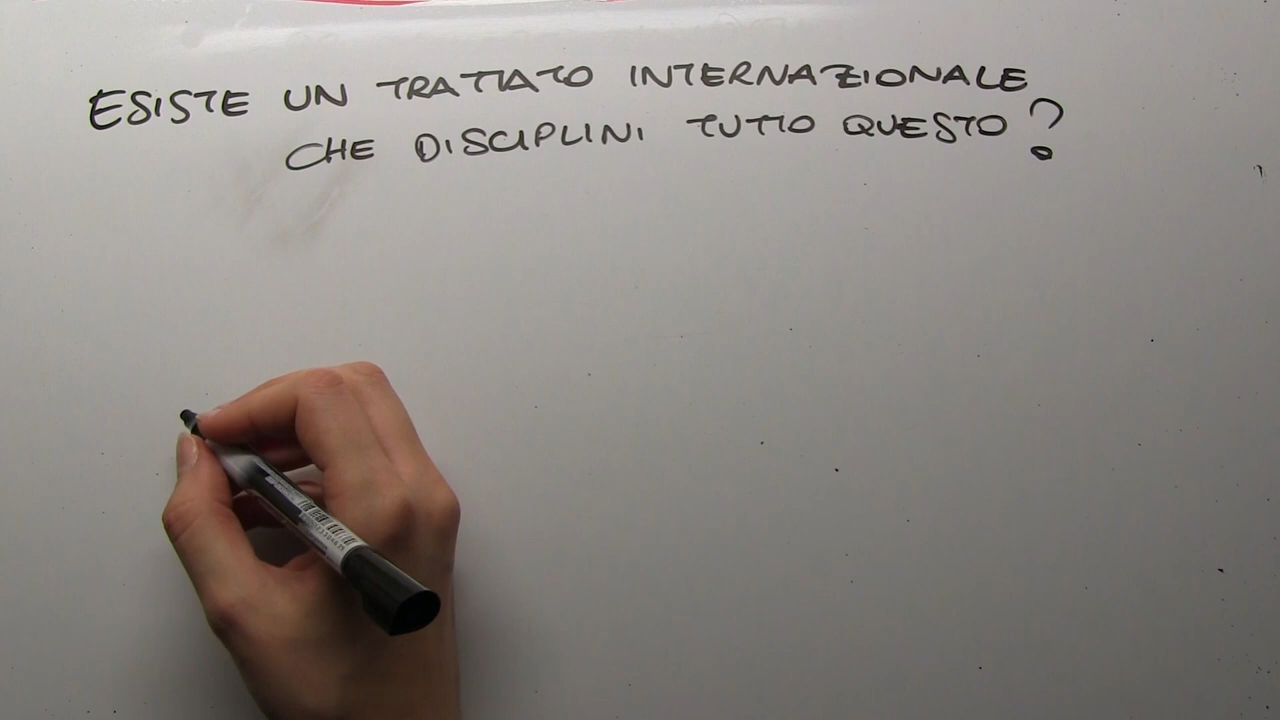 ESISTE UN TRATTATO INTERNAZIONALE
CHE DISCIPLINI TUTTO QUESTO?